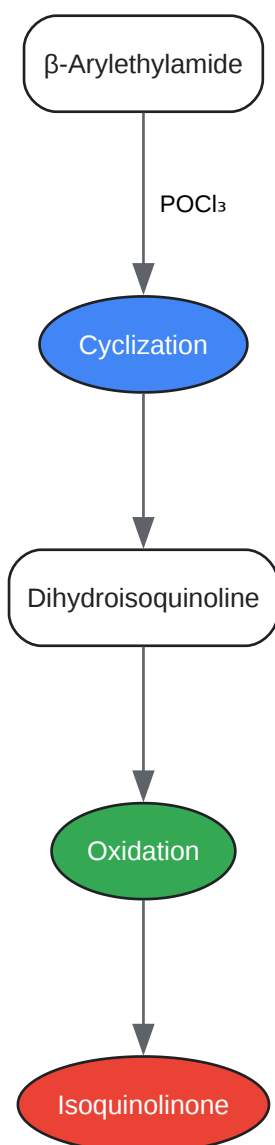 β-Arylethylamide
POCl₃
Cyclization
Dihydroisoquinoline
Oxidation
Isoquinolinone